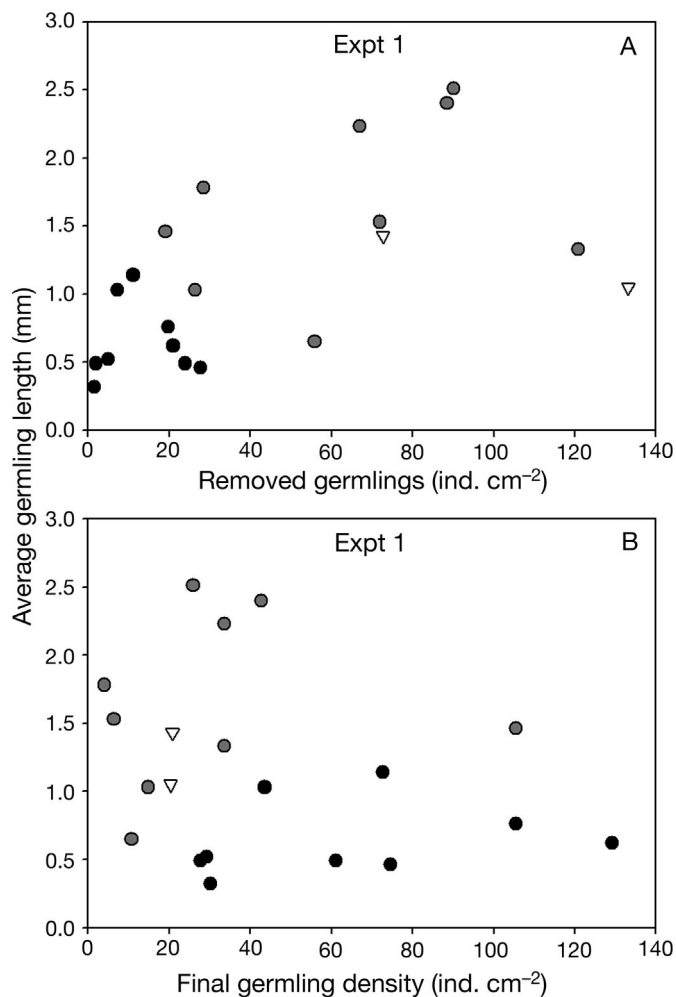 3.0
Expt 1
A
2.5
2.0
1.5
1.0
0.5
0.0
0 20 40 60 80 100 120 140
Removed germlings (ind. cm⁻²)
Average germling length (mm)
3.0
Expt 1
B
2.5
2.0
1.5
1.0
0.5
0.0
0 20 40 60 80 100 120 140
Final germling density (ind. cm⁻²)